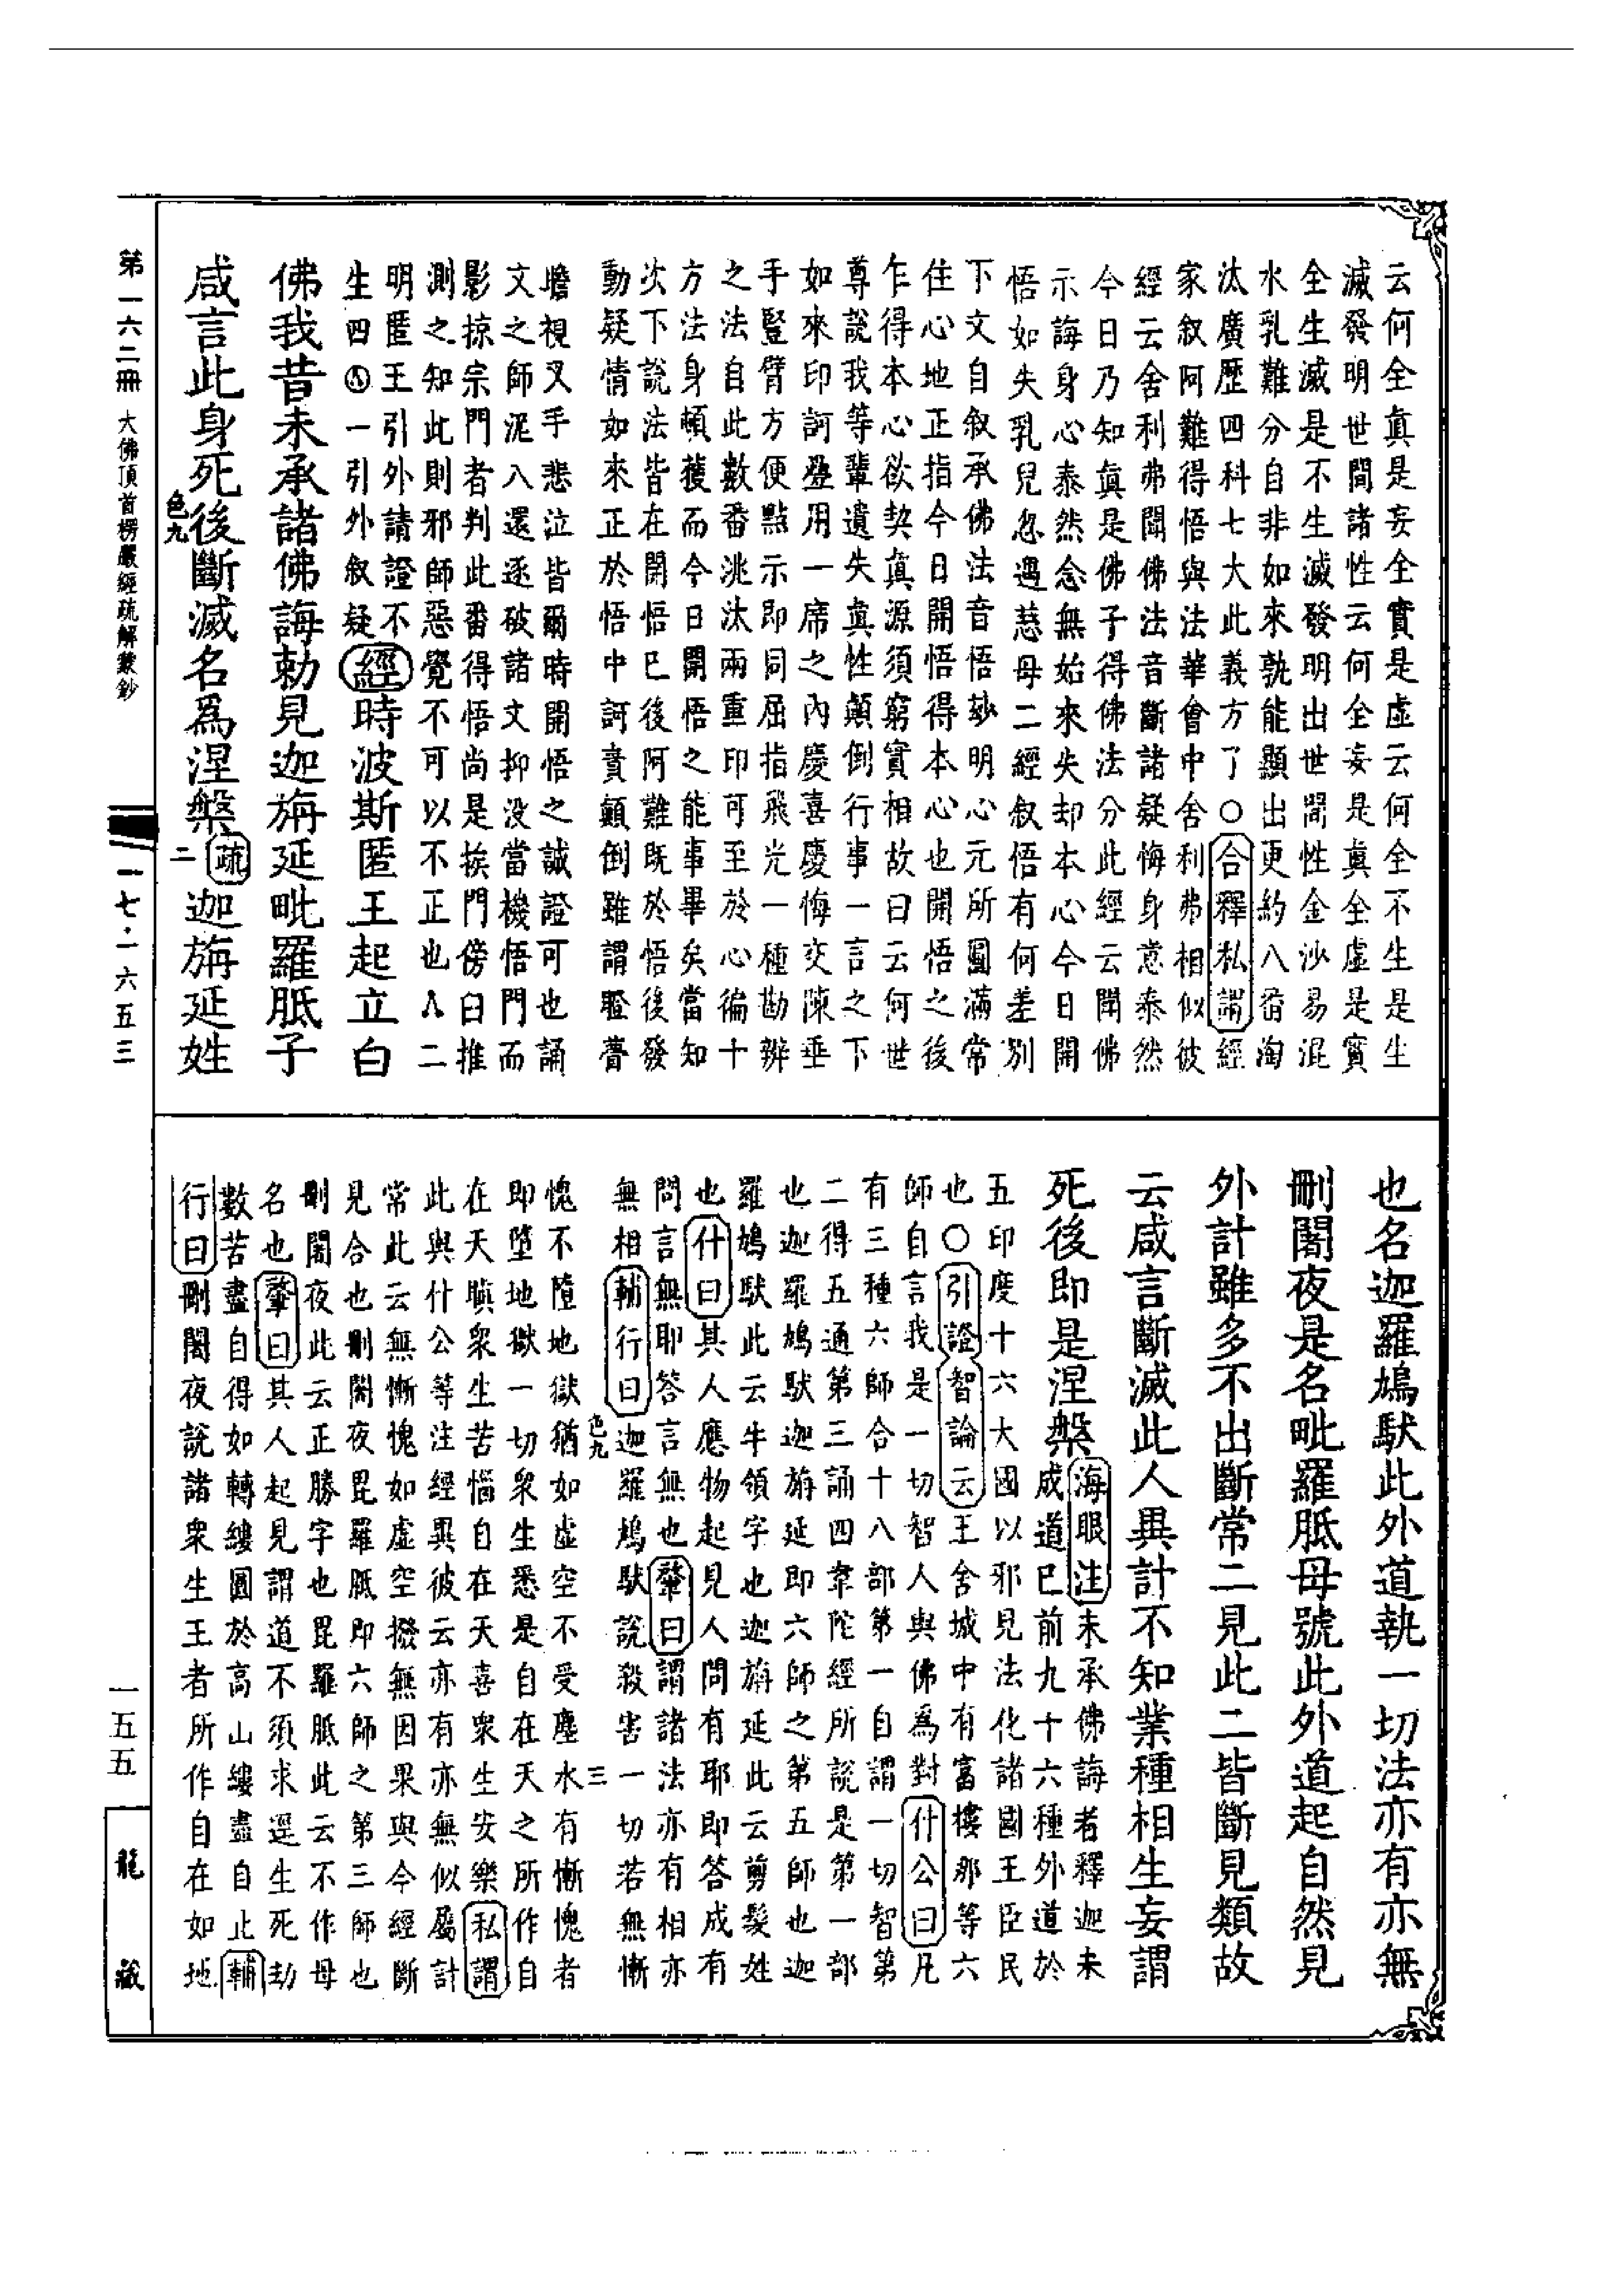 云何全真是妄全實是虛云何全不生是生
滅發明世間諸性云何全妄是真全虛是實
全生滅是不生滅發明出世間性金沙易混
水乳難分自非如來孰能顯出更約八番淘
汰廣歷四科七大此義方了○合釋私謂經
家叙阿難得悟與法華會中舍利弗相似彼
經云舍利弗聞佛法音斷諸疑悔身意泰然
今日乃知真是佛子得佛法分此經云聞佛
示誨身心泰然念無始來失却本心今日開
悟如失乳兒忽遇慈母二經叙悟有何差別
下文自叙承佛法音悟妙明心元所圓滿常
住心地正指今日開悟得本心也開悟之後
乍得本心欲契真源須窮實相故曰云何世
尊說我等輩遺失真性顛倒行事一言之下
如來印訶叠用一席之內慶喜慶悔交陳垂
手豎臂方便點示即同屈指飛光一種勘辨
之法自此數番洮汰兩重印可至於心徧十
方法身頓獲而今日開悟之能事畢矣當知
次下說法皆在開悟已後阿難既於悟後發
動疑情如來正於悟中訶責顛倒雖謂瞪瞢
瞻視叉手悲泣皆爾時開悟之誠證可也誦
文之師泥八還逐破諸文抑没當機悟門而
影掠宗門者判此番得悟尚是挨門傍臼推
測之知此則邪師惡覺不可以不正也△二
明匿王引外請證不
生四 一引外叙疑經時波斯匿王起立白
佛我昔未承諸佛誨勅見迦旃延毗羅胝子
咸言此身死後斷滅名為涅槃疏二迦旃延姓
色九
第一六二冊 大佛頂首楞嚴經疏解蒙鈔
一七·一六五三
也名迦羅鳩馱此外道執一切法亦有亦無
刪闍夜是名毗羅胝母號此外道起自然見
外計雖多不出斷常二見此二皆斷見類故
云咸言斷滅此人異計不知業種相生妄謂
死後即是涅槃海眼注未承佛誨者釋迦未
成道已前九十六種外道於
五印度十六大國以邪見法化諸國王臣民
也○引證智論云王舍城中有富樓那等六
師自言我是一切智人與佛為對什公曰凡
有三種六師合十八部第一自謂一切智第
二得五通第三誦四韋陀經所說是第一部
也迦羅鳩馱迦旃延即六師之第五師也迦
羅鳩馱此云牛領字也迦旃延此云剪髮姓
也什曰其人應物起見人問有耶即答成有
問言無耶答言無也肇曰謂諸法亦有相亦
無相輔行曰迦羅鳩馱說殺害一切若無慚
色九
三
愧不墮地獄猶如虛空不受塵水有慚愧者
即墮地獄一切衆生悉是自在天之所作自
在天瞋衆生苦惱自在天喜衆生安樂私謂
此與什公等注經異彼云亦有亦無似屬計
常此云無慚愧如虛空撥無因果與今經斷
見合也刪闍夜毘羅胝即六師之第三師也
刪闍夜此云正勝字也毘羅胝此云不作母
名也肇曰其人起見謂道不須求逕生死劫
數苦盡自得如轉縷圓於高山縷盡自止輔
行曰刪闍夜說諸衆生王者所作自在如地
一五五
龍藏